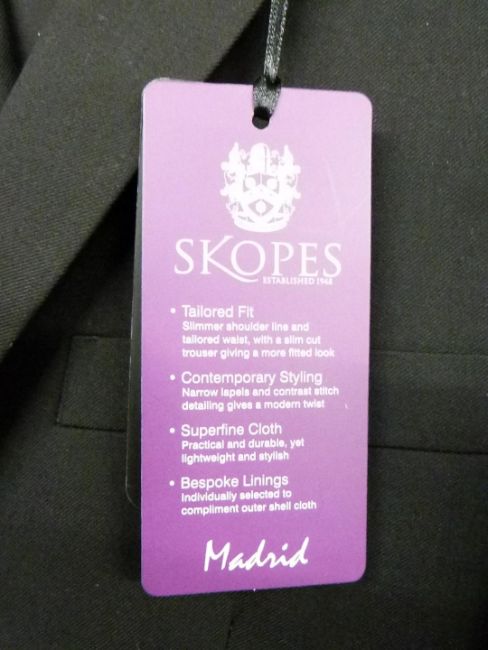 SKOPES
ESTABLISHED 1948
• Tailored Fit
Slimmer shoulder line and
tailored waist, with a slim cut
trouser giving a more fitted look
• Contemporary Styling
Narrow lapels and contrast stitch
detailing gives a modern twist
• Superfine Cloth
Practical and durable, yet
lightweight and stylish
• Bespoke Linings
Individually selected to
compliment outer shell cloth
Madrid